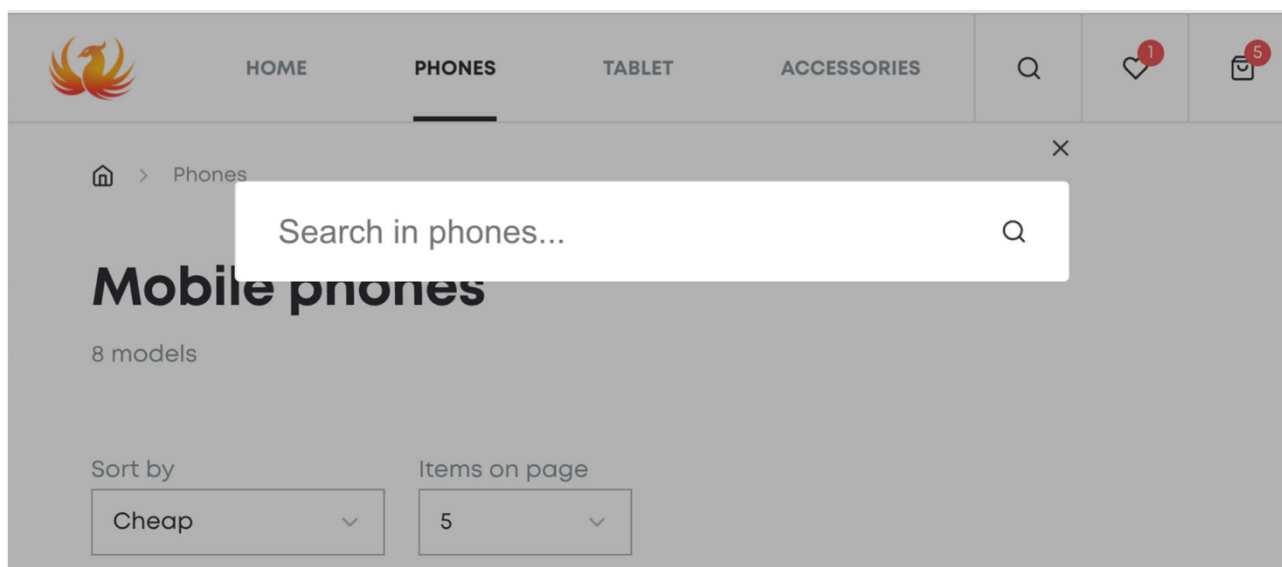 HOME PHONES TABLET ACCESSORIES 1 5
Phones
Search in phones...
Mobile phones
8 models
Sort by Items on page
Cheap 5